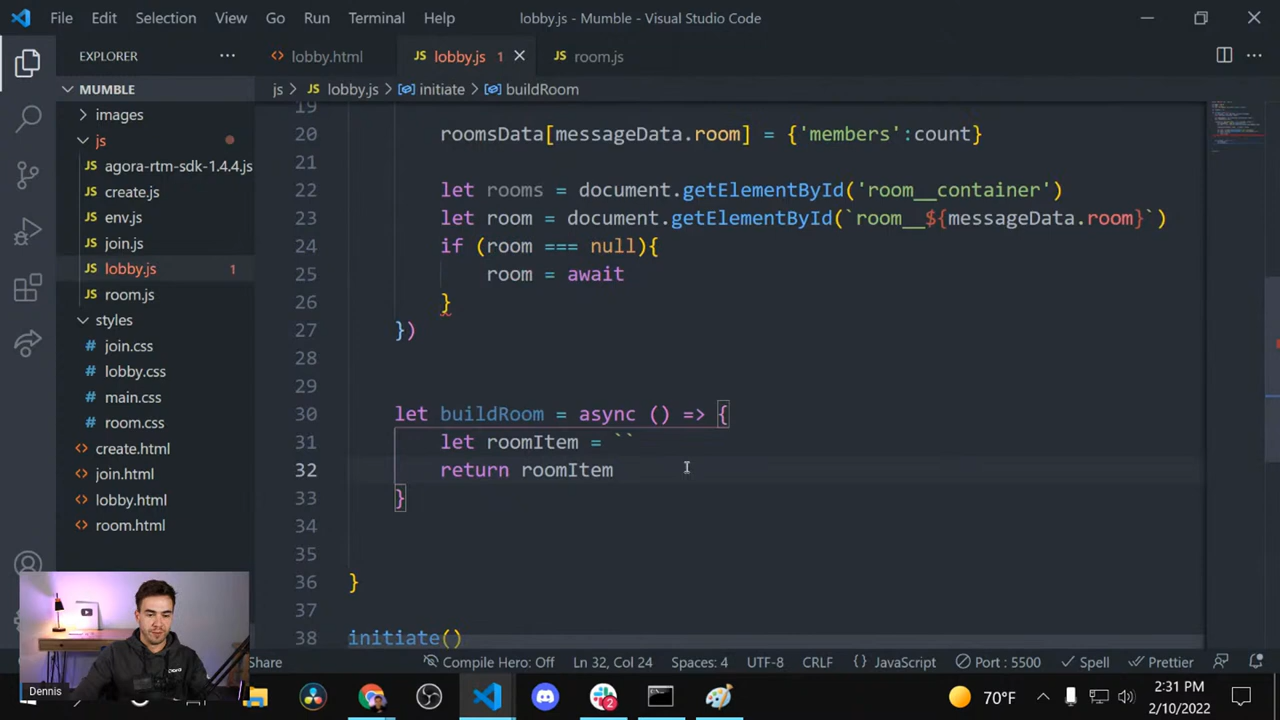 File Edit Selection View Go Run Terminal Help lobby.js - Mumble - Visual Studio Code
EXPLORER ··· lobby.html JS lobby.js 1 JS room.js
MUMBLE js > JS lobby.js > initiate > buildRoom
images
js
JS agora-rtm-sdk-1.4.4.js
JS create.js
JS env.js
JS join.js
JS lobby.js 1
JS room.js
styles
# join.css
# lobby.css
# main.css
# room.css
<> create.html
<> join.html
<> lobby.html
<> room.html
19
20 roomsData[messageData.room] = {'members':count}
21
22 let rooms = document.getElementById('room__container')
23 let room = document.getElementById(`room__${messageData.room}`)
24 if (room === null){
25 room = await
26 }
27 })
28
29
30 let buildRoom = async () => {
31 let roomItem = ``
32 return roomItem
33 }
34
35
36 }
37
38 initiate()
Share Compile Hero: Off Ln 32, Col 24 Spaces: 4 UTF-8 CRLF {} JavaScript Port : 5500 Spell Prettier
Dennis
2
70°F 2:31 PM
2/10/2022